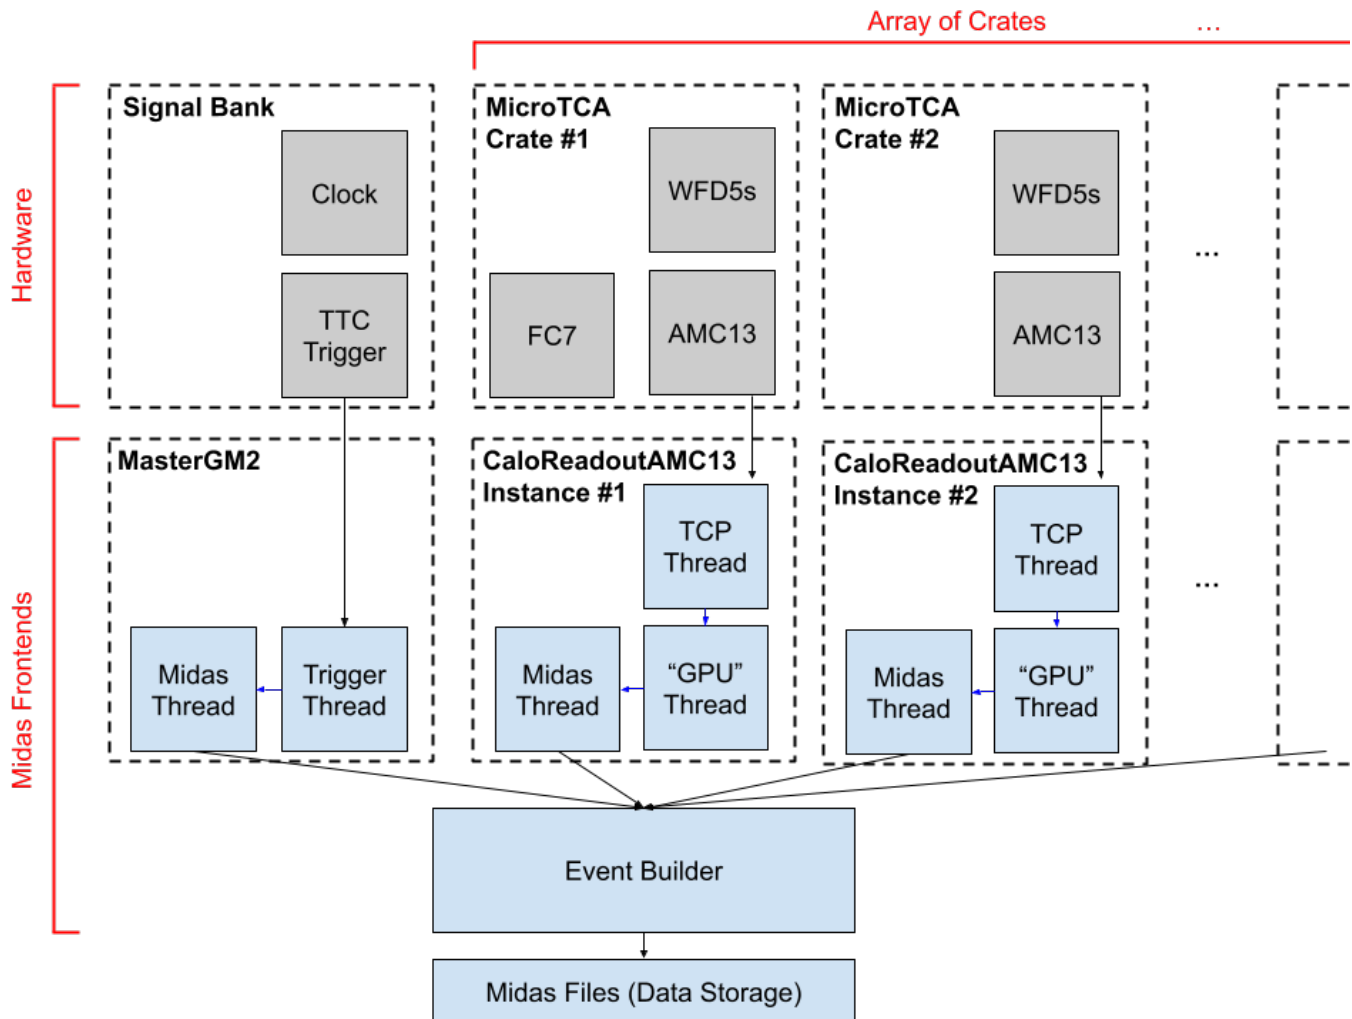 Array of Crates ...
Hardware
Signal Bank
Clock
TTC
Trigger
MicroTCA
Crate #1
WFD5s
FC7
AMC13
MicroTCA
Crate #2
WFD5s
AMC13
...
Midas Frontends
MasterGM2
Midas
Thread
Trigger
Thread
CaloReadoutAMC13
Instance #1
TCP
Thread
Midas
Thread
“GPU”
Thread
CaloReadoutAMC13
Instance #2
TCP
Thread
Midas
Thread
“GPU”
Thread
...
Event Builder
Midas Files (Data Storage)